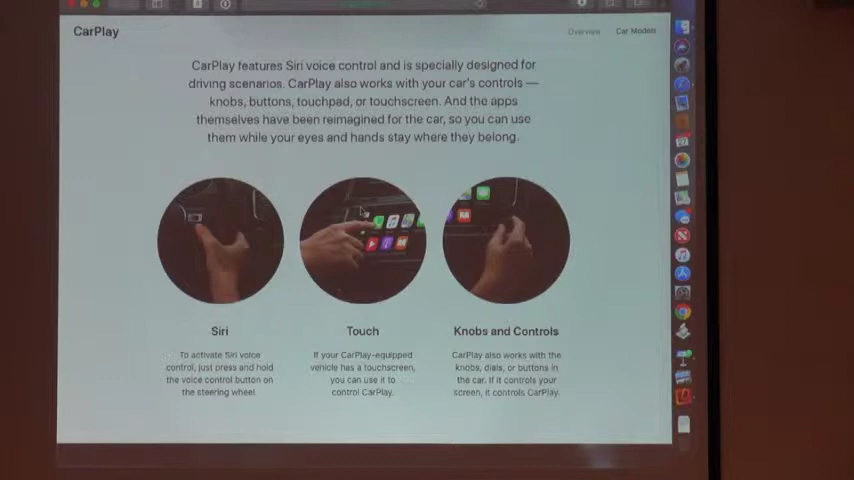 CarPlay
Overview
Car Models
CarPlay features Siri voice control and is specially designed for
driving scenarios. CarPlay also works with your car's controls —
knobs, buttons, touchpad, or touchscreen. And the apps
themselves have been reimagined for the car, so you can use
them while your eyes and hands stay where they belong.
Siri
To activate Siri voice
control, just press and hold
the voice control button on
the steering wheel.
Touch
If your CarPlay-equipped
vehicle has a touchscreen,
you can use it to
control CarPlay.
Knobs and Controls
CarPlay also works with the
knobs, dials, or buttons in
the car. If it controls your
screen, it controls CarPlay.